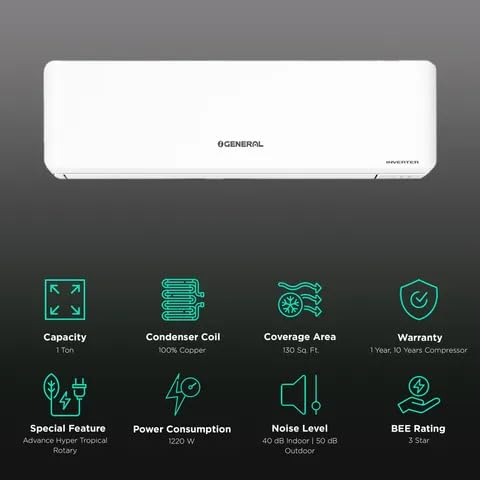 GENERAL
INVERTER
Capacity
1 Ton
Condenser Coil
100% Copper
Coverage Area
130 Sq. Ft.
Warranty
1 Year, 10 Years Compressor
Special Feature
Advance Hyper Tropical
Rotary
Power Consumption
1220 W
Noise Level
40 dB Indoor | 50 dB
Outdoor
BEE Rating
3 Star